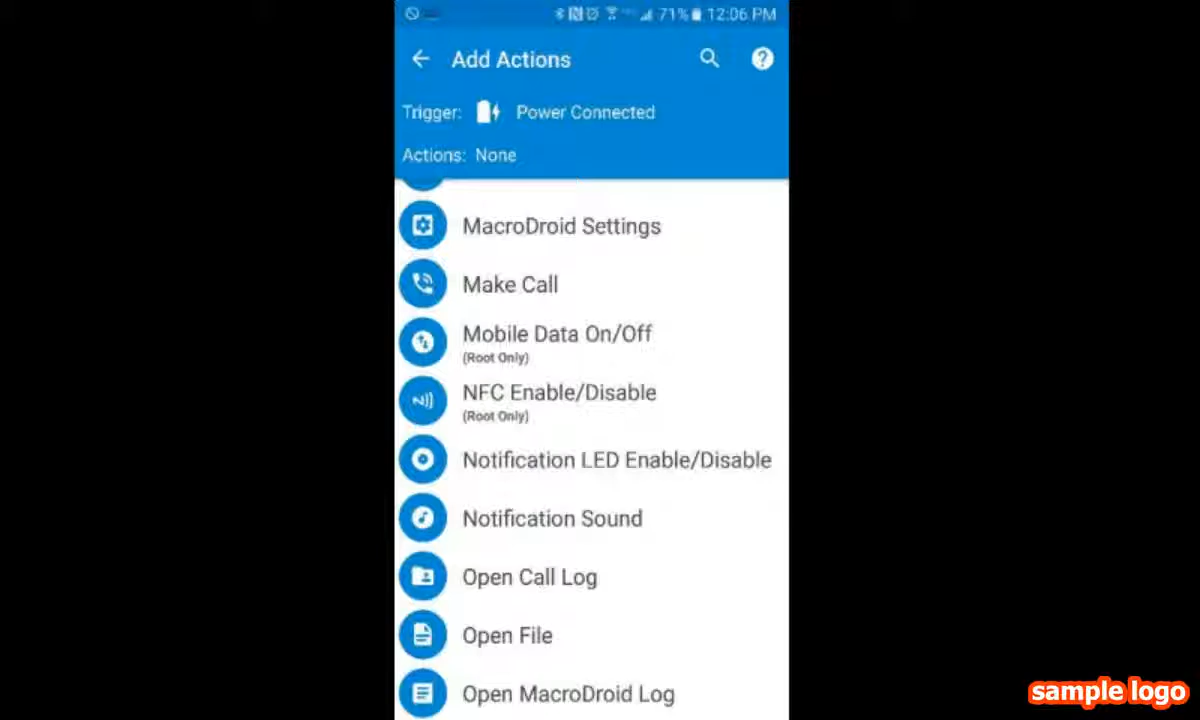 71% 12:06 PM
Add Actions
Trigger: Power Connected
Actions: None
MacroDroid Settings
Make Call
Mobile Data On/Off
(Root Only)
NFC Enable/Disable
(Root Only)
Notification LED Enable/Disable
Notification Sound
Open Call Log
Open File
Open MacroDroid Log
sample logo